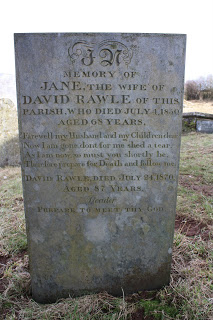 IN
MEMORY OF
JANE, THE WIFE OF
DAVID RAWLE OF THIS
PARISH, WHO DIED JULY 4, 1850
AGED 68 YEARS.
Farewell my Husband and my Children dear
Now I am gone dont for me shed a tear
As I am now so must you shortly be
Therefore prepare for Death and follow me.
DAVID RAWLE, DIED JULY 24 1870
AGED 87 YEARS.
Reader
PREPARE TO MEET THY GOD